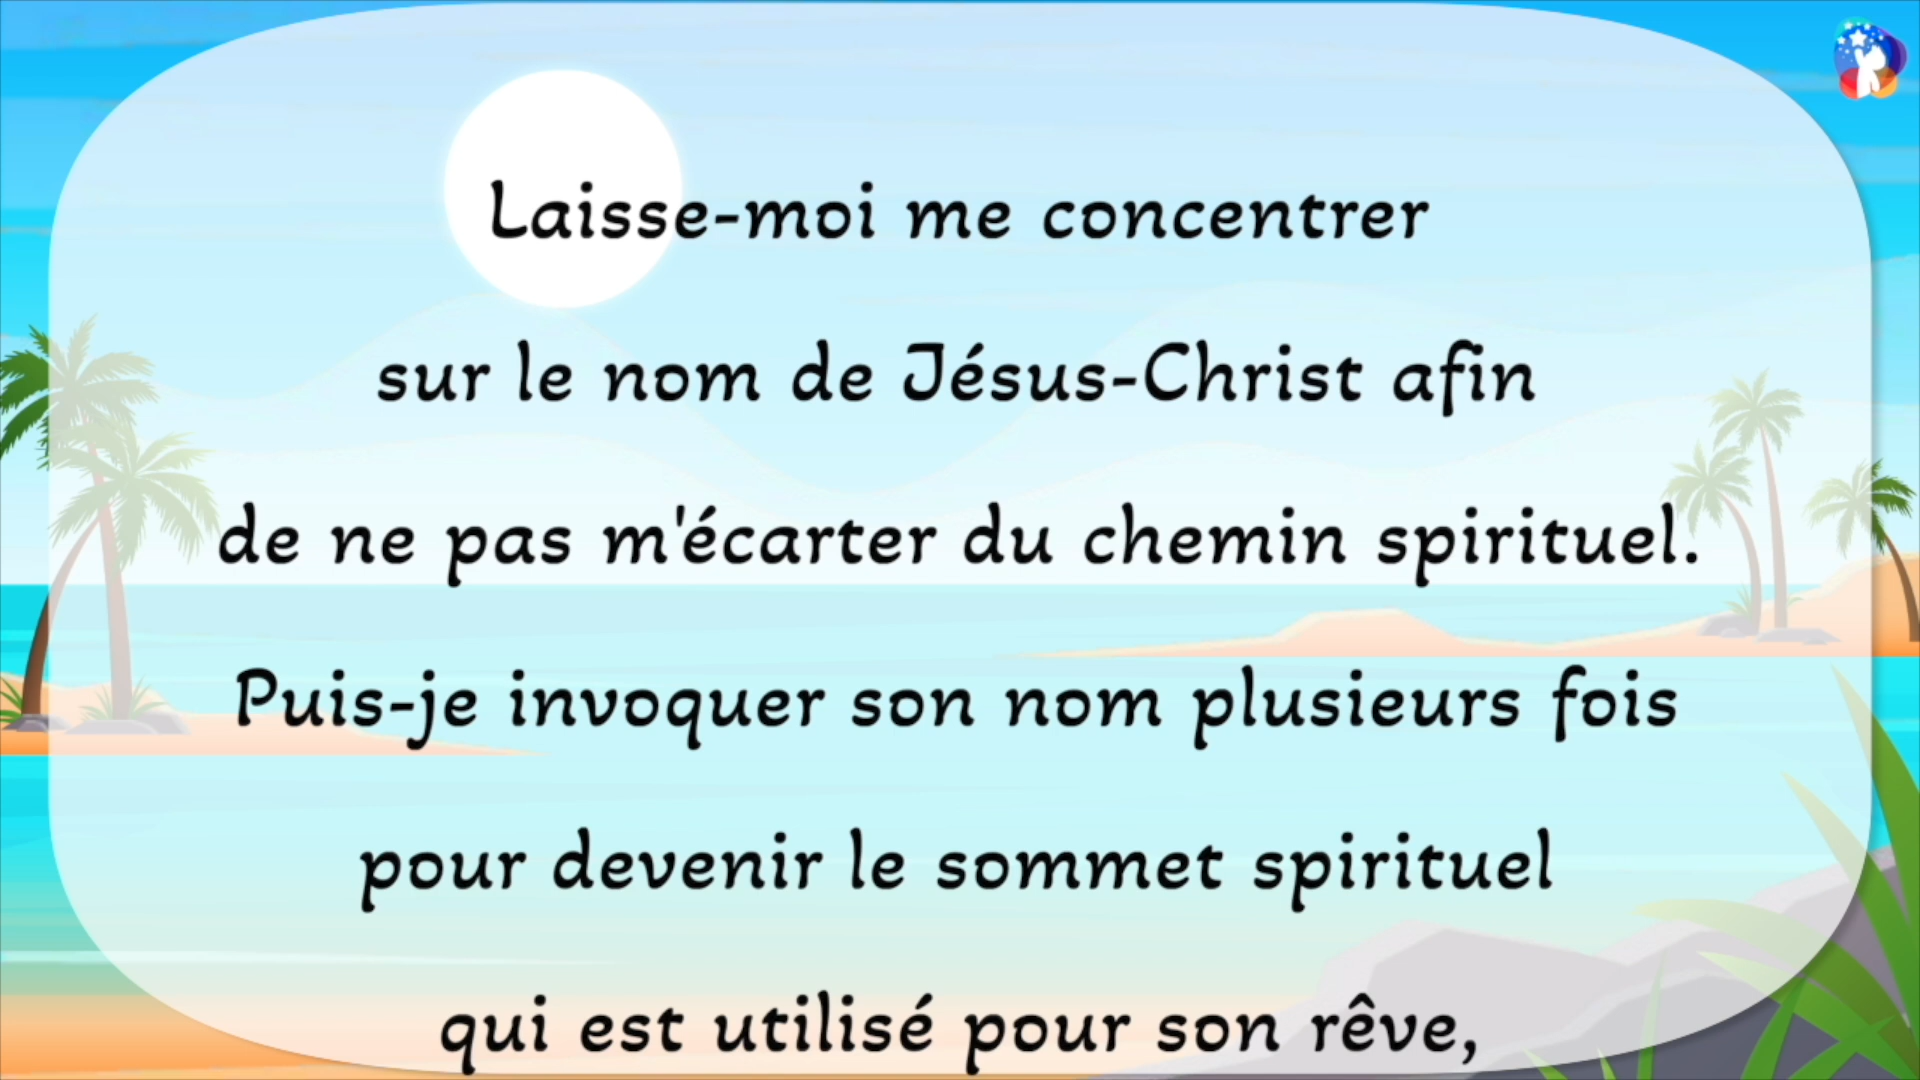 Laisse-moi me concentrer
sur le nom de Jésus-Christ afin
de ne pas m'écarter du chemin spirituel.
Puis-je invoquer son nom plusieurs fois
pour devenir le sommet spirituel
qui est utilisé pour son rêve,